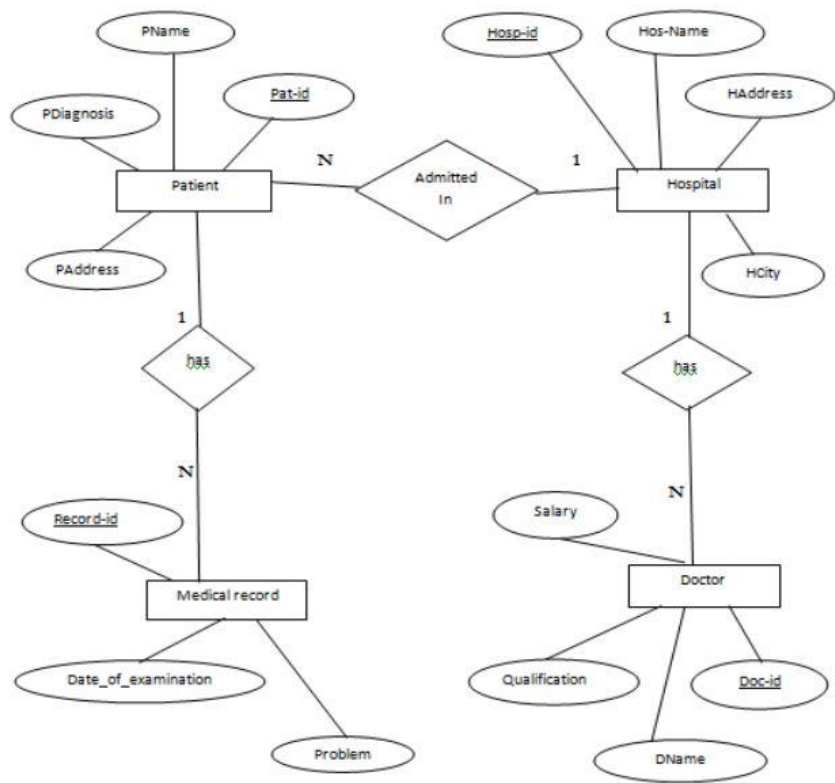 PName
Hosp-id
Hos-Name
PDiagnosis
Pat-id
HAddress
N
1
Patient
Admitted
In
Hospital
PAddress
HCity
1
1
has
has
N
N
Record-id
Salary
Medical record
Doctor
Date_of_examination
Qualification
Doc-id
Problem
DName